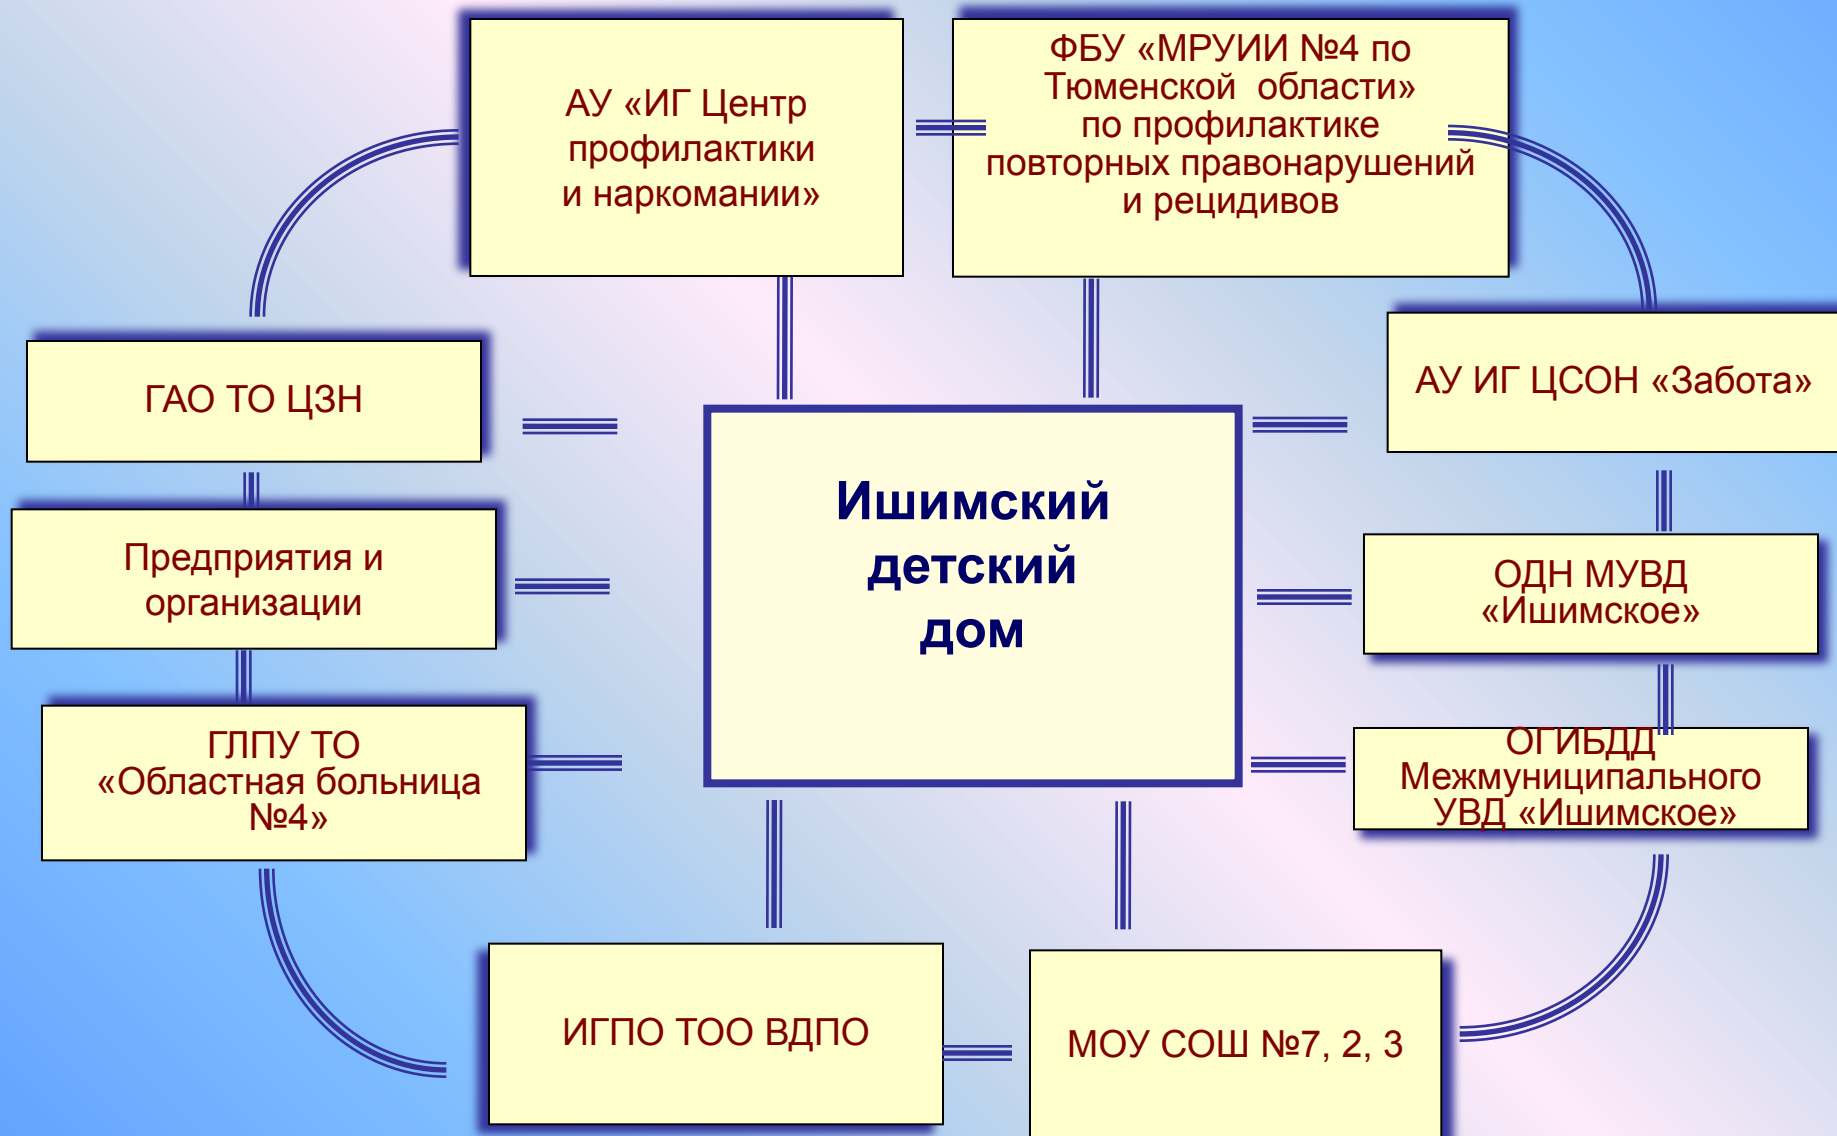 АУ «ИГ Центр
профилактики
и наркомании»
ФБУ «МРУИИ №4 по
Тюменской области»
по профилактике
повторных правонарушений
и рецидивов
ГАО ТО ЦЗН
АУ ИГ ЦСОН «Забота»
Ишимский
детский
дом
Предприятия и
организации
ОДН МУВД
«Ишимское»
ГЛПУ ТО
«Областная больница
№4»
ОГИБДД
Межмуниципального
УВД «Ишимское»
ИГПО ТОО ВДПО
МОУ СОШ №7, 2, 3